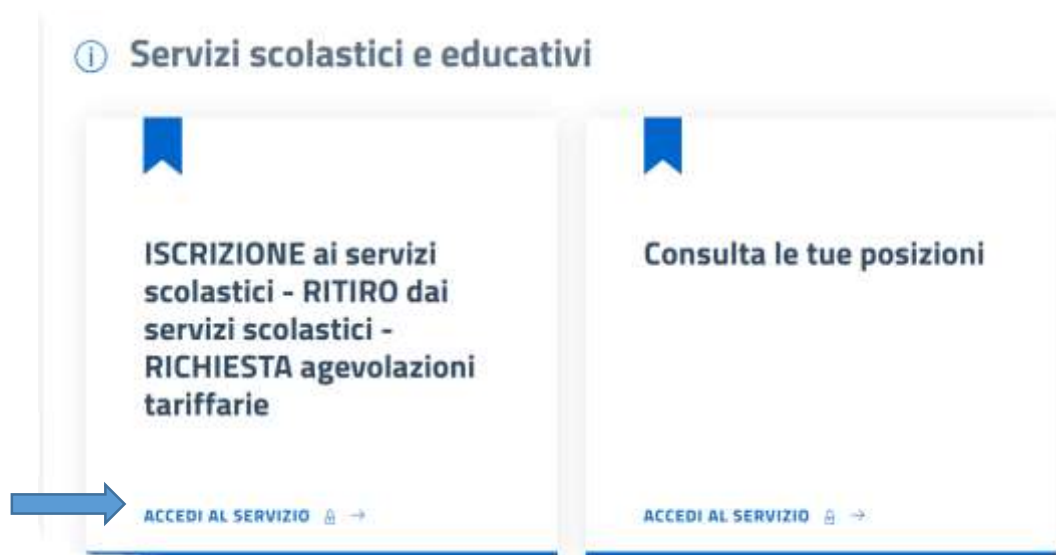 Servizi scolastici e educativi
ISCRIZIONE ai servizi
scolastici - RITIRO dai
servizi scolastici -
RICHIESTA agevolazioni
tariffarie
ACCEDI AL SERVIZIO
Consulta le tue posizioni
ACCEDI AL SERVIZIO